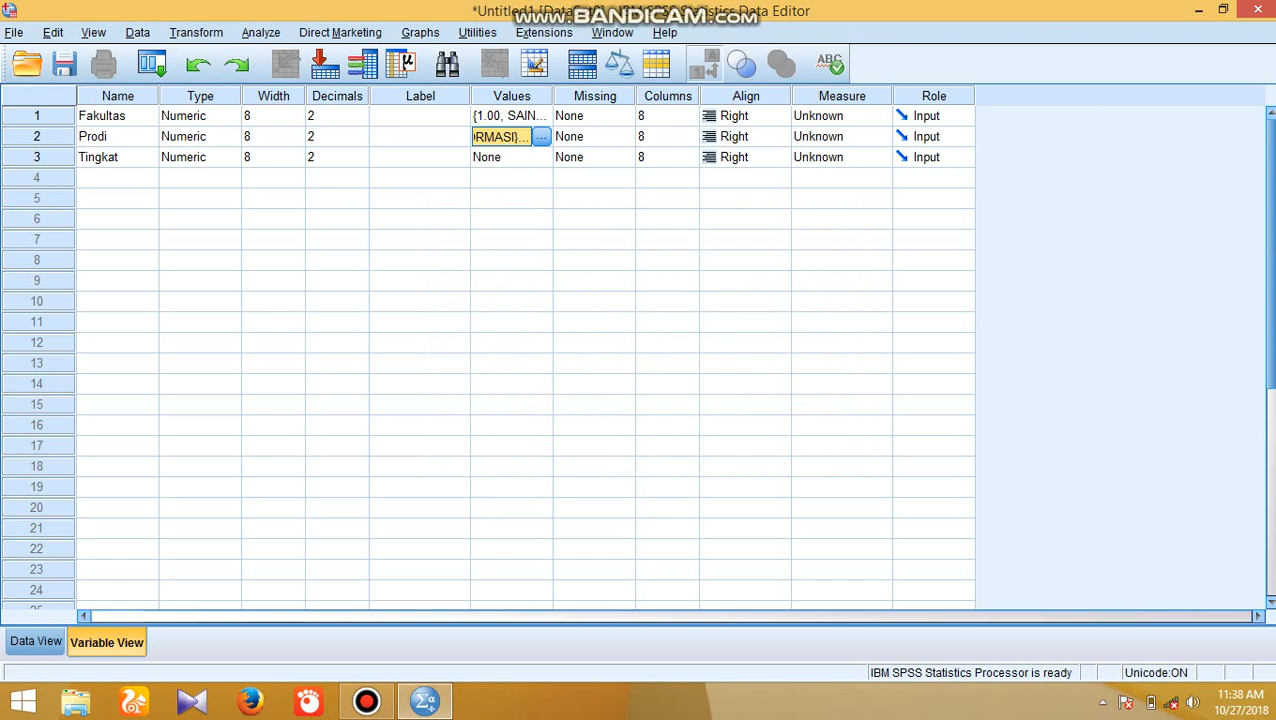 *Untitled1 [DataSet0] - IBM SPSS Statistics Data Editor
www.BANDICAM.com
File Edit View Data Transform Analyze Direct Marketing Graphs Utilities Extensions Window Help
Name Type Width Decimals Label Values Missing Columns Align Measure Role
1 Fakultas Numeric 8 2 {1.00, SAIN... None 8 Right Unknown Input
2 Prodi Numeric 8 2 RMASI}... ... None 8 Right Unknown Input
3 Tingkat Numeric 8 2 None None 8 Right Unknown Input
4
5
6
7
8
9
10
11
12
13
14
15
16
17
18
19
20
21
22
23
24
Data View Variable View
IBM SPSS Statistics Processor is ready Unicode:ON
11:38 AM
10/27/2018